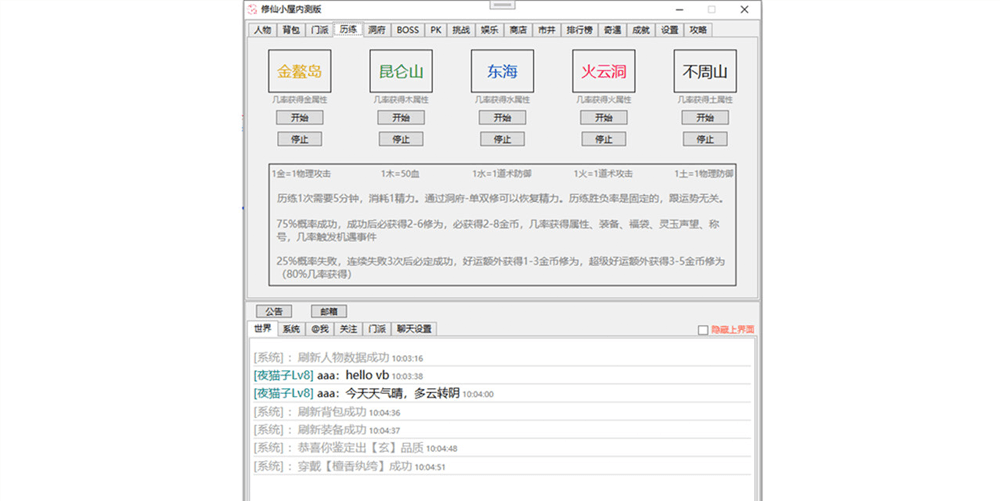 修仙小屋内测版
人物 背包 门派 历练 洞府 BOSS PK 挑战 娱乐 商店 市井 排行榜 奇遇 成就 设置 攻略
金鳌岛 昆仑山 东海 火云洞 不周山
几率获得金属性 几率获得木属性 几率获得水属性 几率获得火属性 几率获得土属性
开始 开始 开始 开始 开始
停止 停止 停止 停止 停止
1金=1物理攻击 1木=50血 1水=1道术防御 1火=1道术攻击 1土=1物理防御
历练1次需要5分钟，消耗1精力。通过洞府-单双修可以恢复精力。历练胜负率是固定的，跟运势无关。
75%概率成功，成功后必获得2-6修为，必获得2-8金币，几率获得属性、装备、福袋、灵玉声望、称
号，几率触发机遇事件
25%概率失败，连续失败3次后必定成功，好运额外获得1-3金币修为，超级好运额外获得3-5金币修为
（80%几率获得）
公告 邮箱
世界 系统 @我 关注 门派 聊天设置 隐藏上界面
[系统] ：刷新人物数据成功 10:03:16
[夜猫子Lv8] aaa：hello vb 10:03:38
[夜猫子Lv8] aaa：今天天气晴，多云转阴 10:04:00
[系统] ：刷新背包成功 10:04:36
[系统] ：刷新装备成功 10:04:37
[系统] ：恭喜你鉴定出【玄】品质 10:04:48
[系统] ：穿戴【檀香纨绔】成功 10:04:51